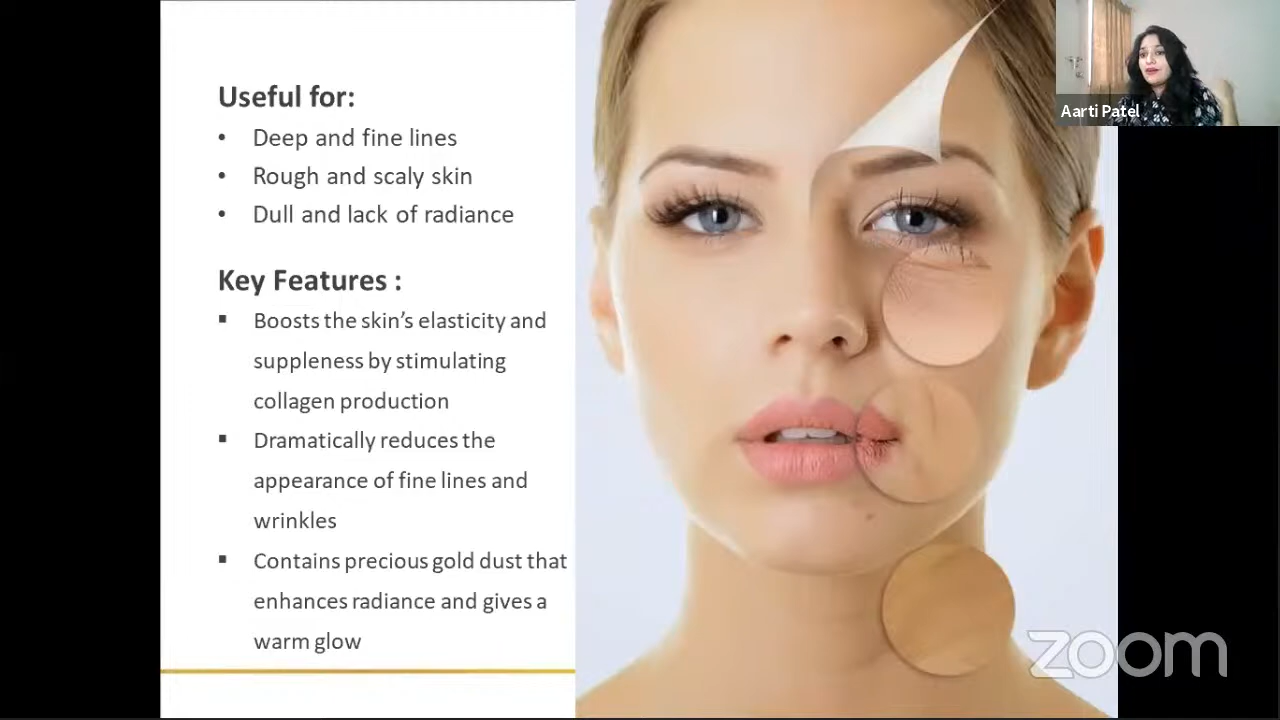 Useful for:
• Deep and fine lines
• Rough and scaly skin
• Dull and lack of radiance
Key Features :
▪ Boosts the skin's elasticity and
suppleness by stimulating
collagen production
▪ Dramatically reduces the
appearance of fine lines and
wrinkles
▪ Contains precious gold dust that
enhances radiance and gives a
warm glow
Aarti Patel
zoom